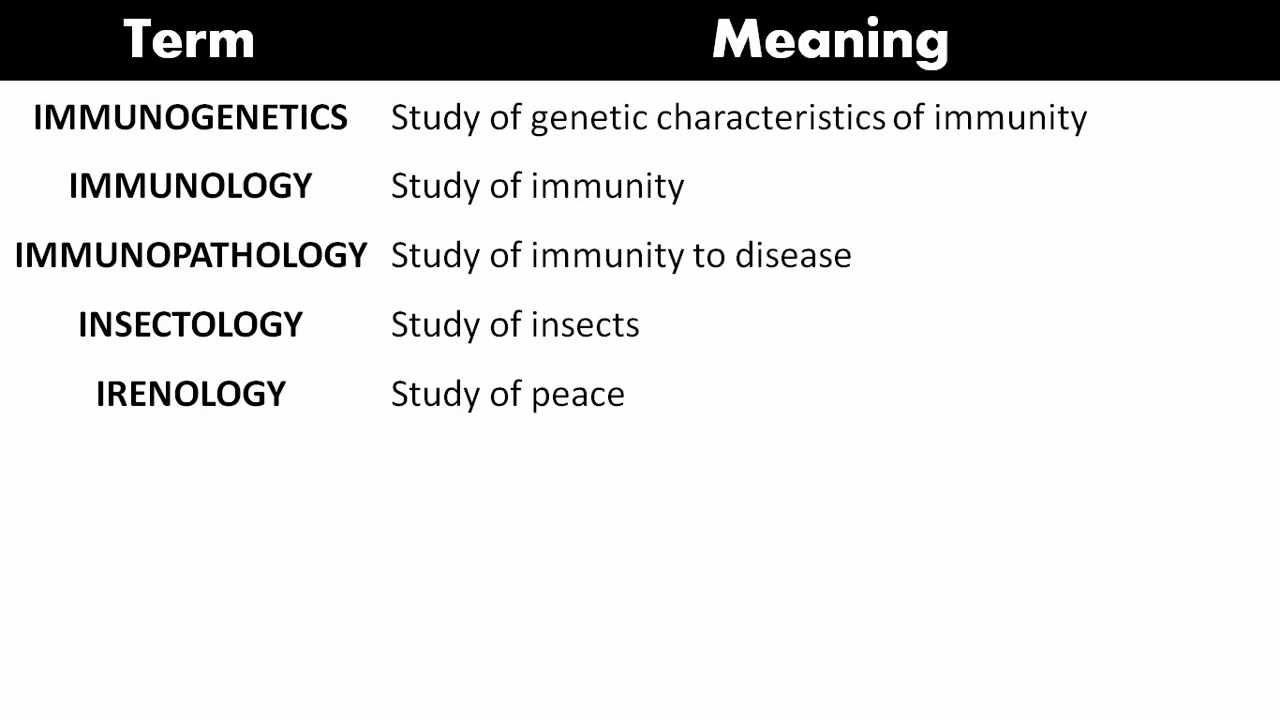 Term Meaning
IMMUNOGENETICS Study of genetic characteristics of immunity
IMMUNOLOGY Study of immunity
IMMUNOPATHOLOGY Study of immunity to disease
INSECTOLOGY Study of insects
IRENOLOGY Study of peace